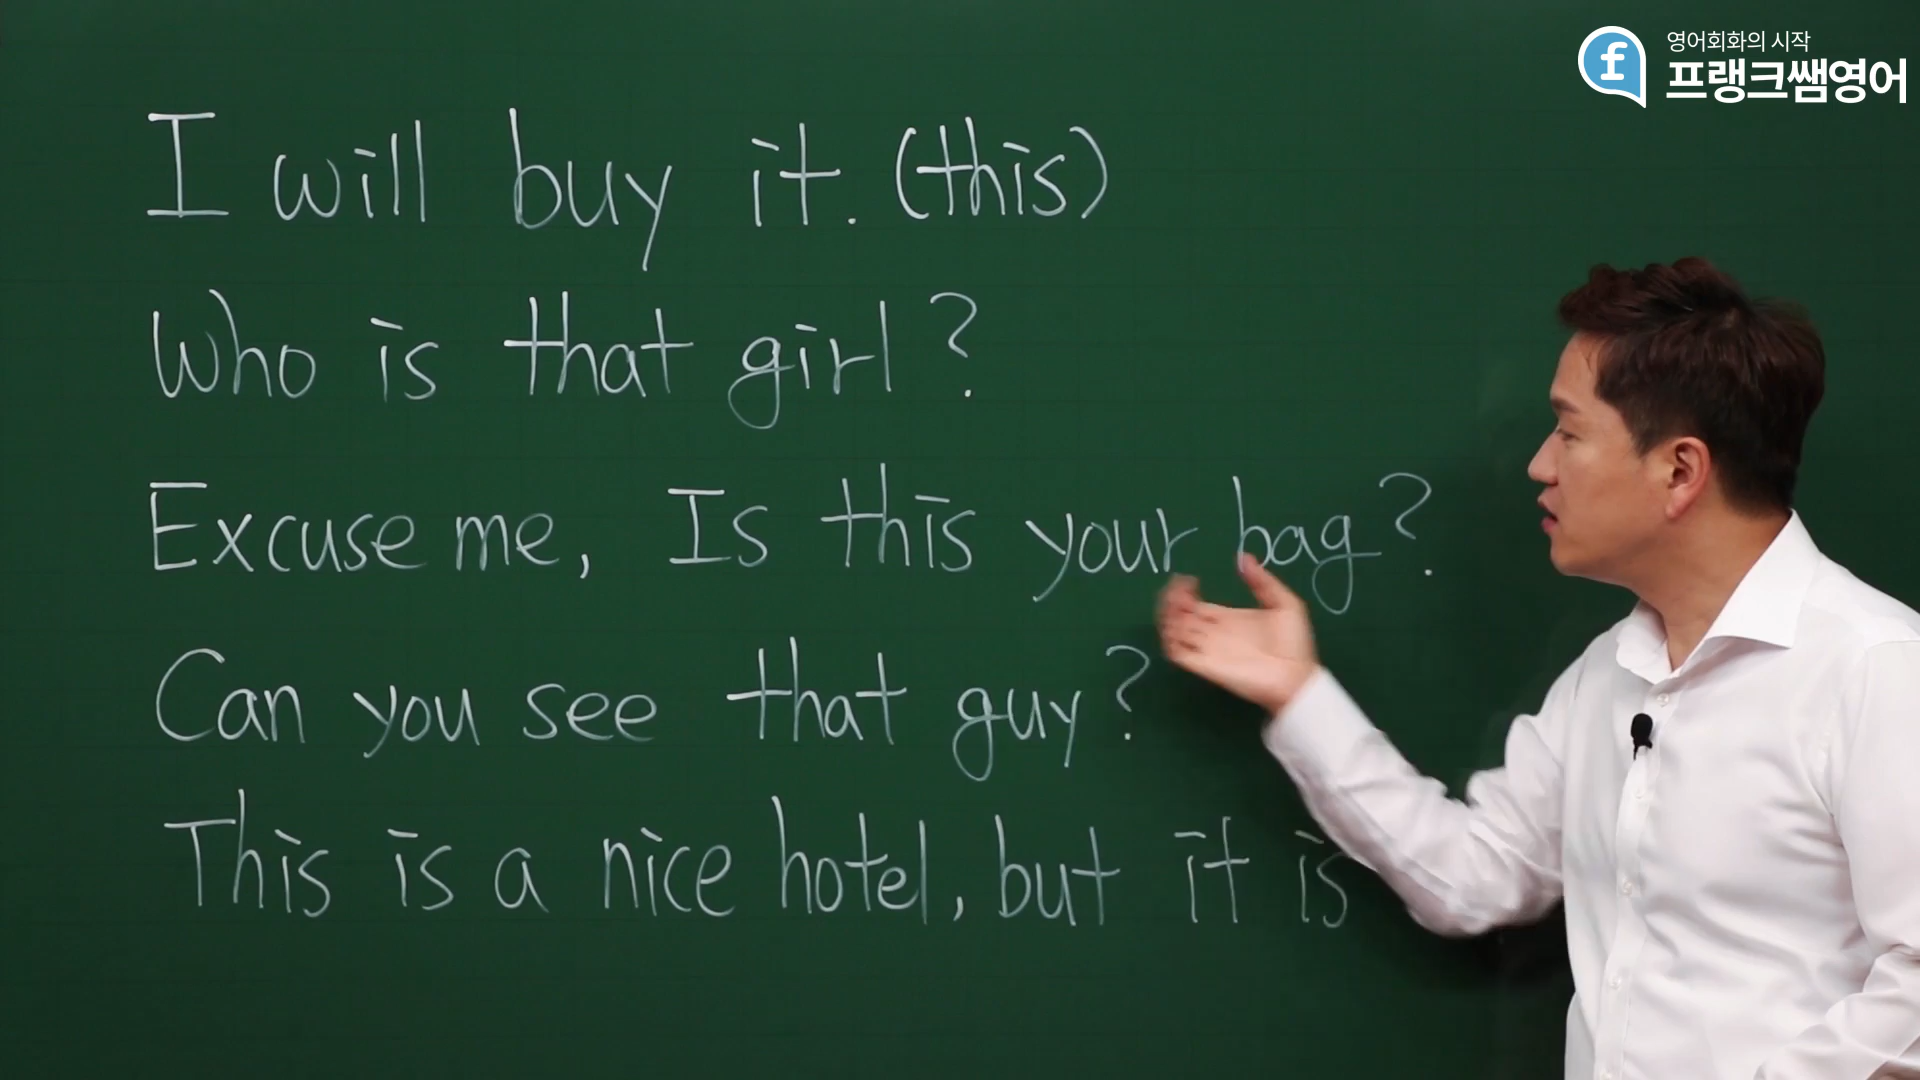 영어회화의 시작
프랭크쌤영어
I will buy it. (this)
Who is that girl?
Excuse me, Is this your bag?
Can you see that guy?
This is a nice hotel, but it is